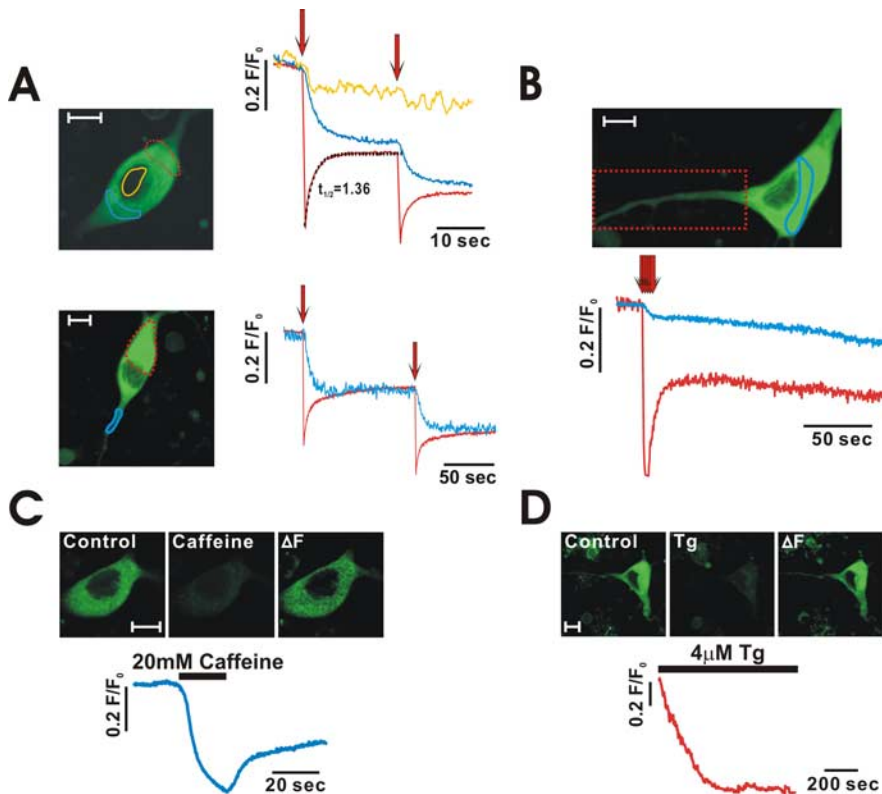 A
0.2 F/F0
t1/2=1.36
10 sec
0.2 F/F0
50 sec
B
0.2 F/F0
50 sec
C
Control
Caffeine
ΔF
20mM Caffeine
0.2 F/F0
20 sec
D
Control
Tg
ΔF
4μM Tg
0.2 F/F0
200 sec